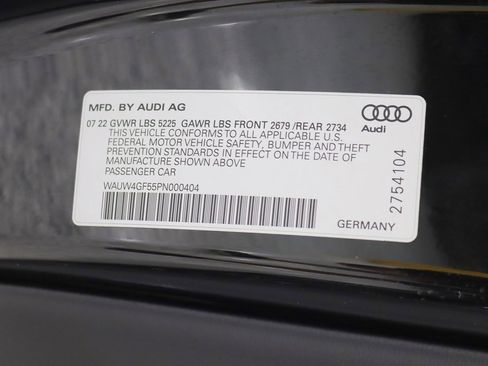 MFD. BY AUDI AG
07 22 GVWR LBS 5225 GAWR LBS FRONT 2679 /REAR 2734
THIS VEHICLE CONFORMS TO ALL APPLICABLE U.S.
FEDERAL MOTOR VEHICLE SAFETY, BUMPER AND THEFT
PREVENTION STANDARDS IN EFFECT ON THE DATE OF
MANUFACTURE SHOWN ABOVE
PASSENGER CAR
WAUW4GF55PN000404
Audi
2754104
GERMANY